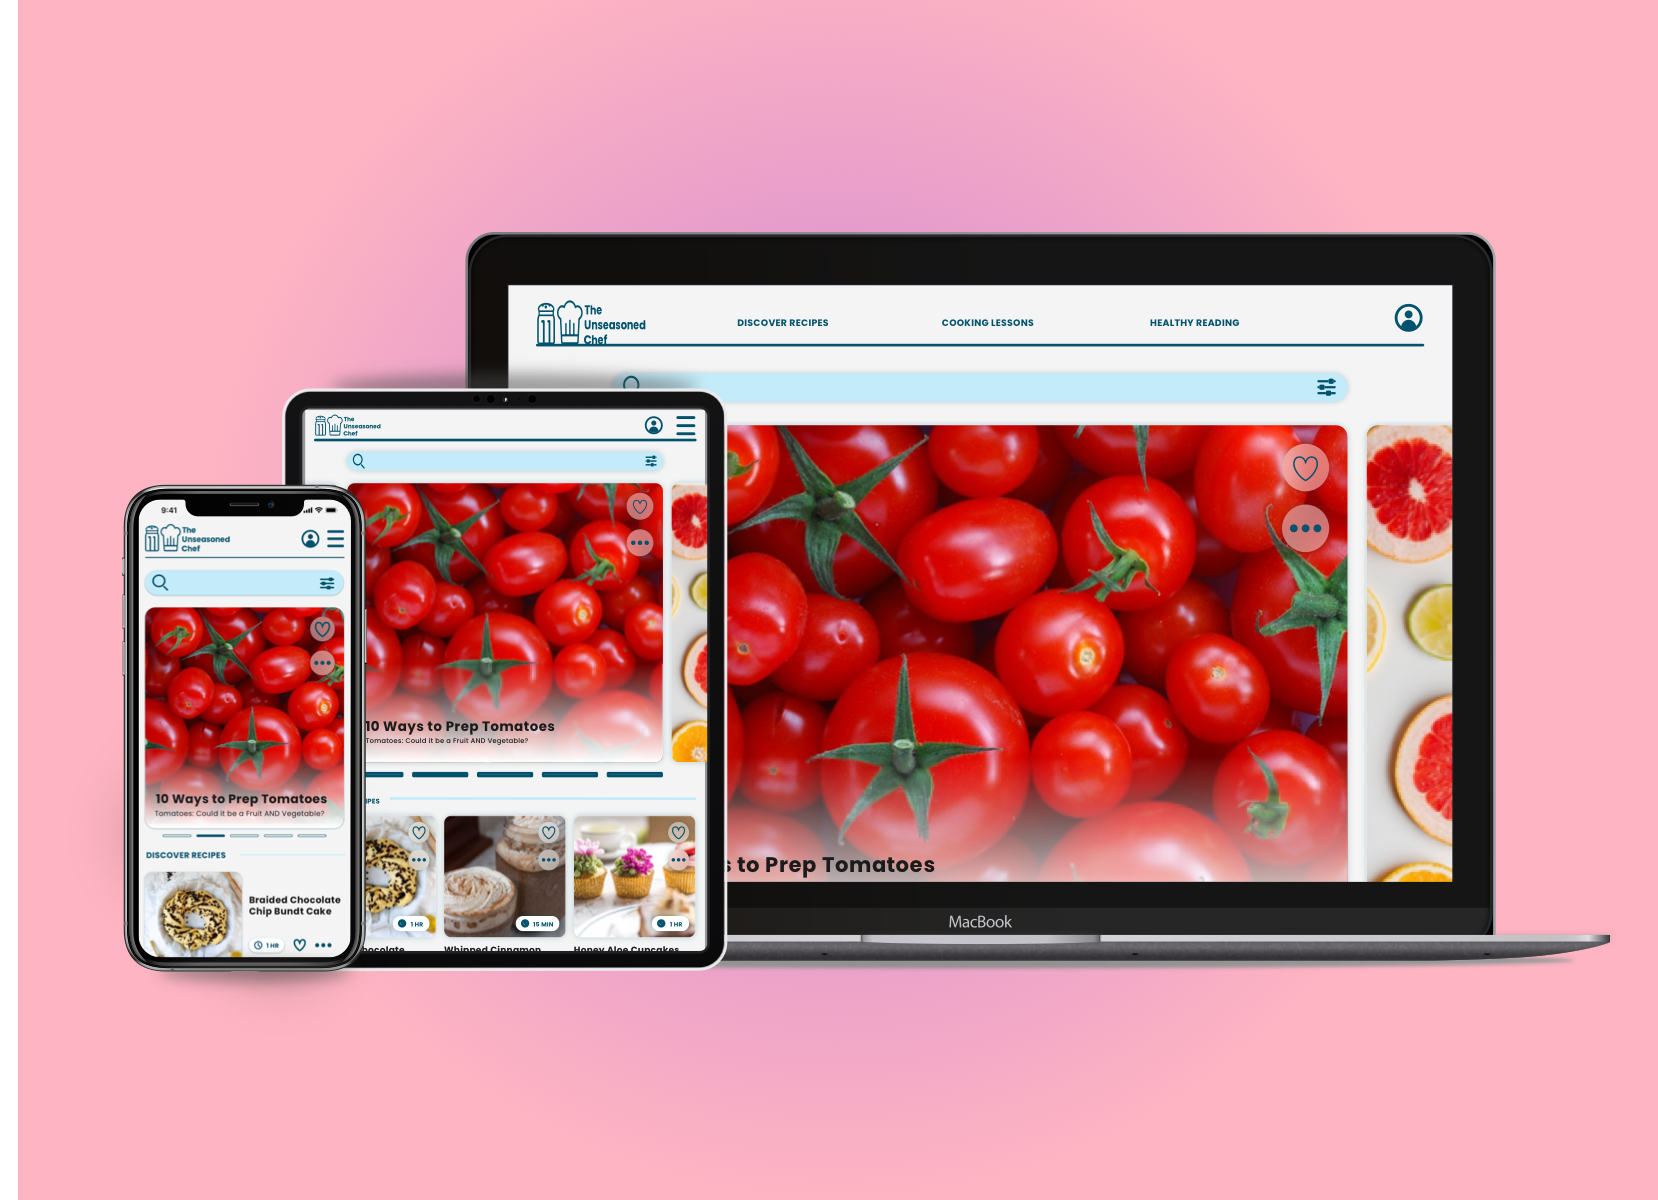 The
Unseasoned
Chef
DISCOVER RECIPES
COOKING LESSONS
HEALTHY READING
s to Prep Tomatoes
MacBook
The
Unseasoned
Chef
10 Ways to Prep Tomatoes
Tomatoes: Could it be a Fruit AND Vegetable?
IPES
1 HR
15 MIN
1 HR
ocolate
Whipped Cinnamon
Honey Aloe Cupcakes
9:41
The
Unseasoned
Chef
10 Ways to Prep Tomatoes
Tomatoes: Could it be a Fruit AND Vegetable?
DISCOVER RECIPES
Braided Chocolate
Chip Bundt Cake
1 HR